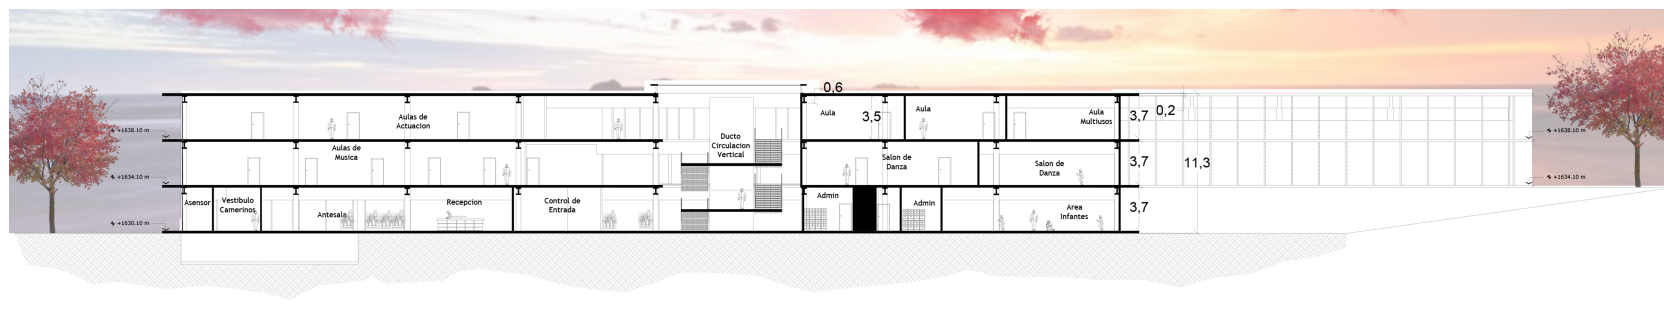 0,6
Aulas de
Actuacion
Aula
3,5
Aula
Aula
Multiusos
3,7
0,2
+1638.10 m
+1638.10 m
Ducto
Circulacion
Vertical
Aulas de
Musica
Salon de
Danza
Salon de
Danza
3,7
11,3
+1634.10 m
+1634.10 m
Asensor
Vestibulo
Camerinos
Antesala
Recepcion
Control de
Entrada
Admin
Admin
Area
Infantes
3,7
+1630.10 m